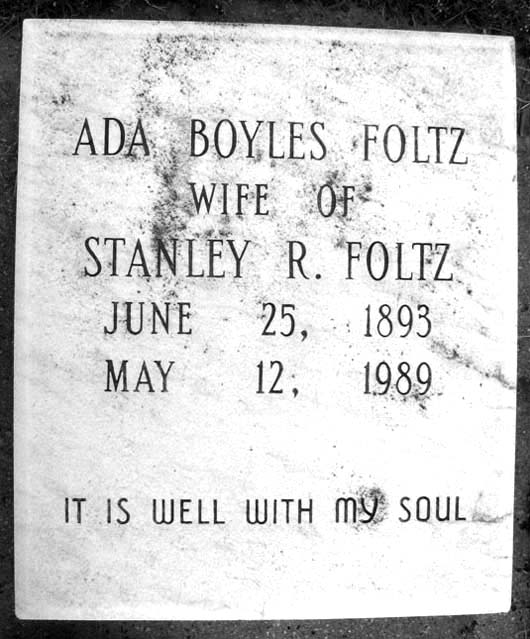 ADA BOYLES FOLTZ
WIFE OF
STANLEY R. FOLTZ
JUNE 25, 1893
MAY 12, 1989
IT IS WELL WITH MY SOUL